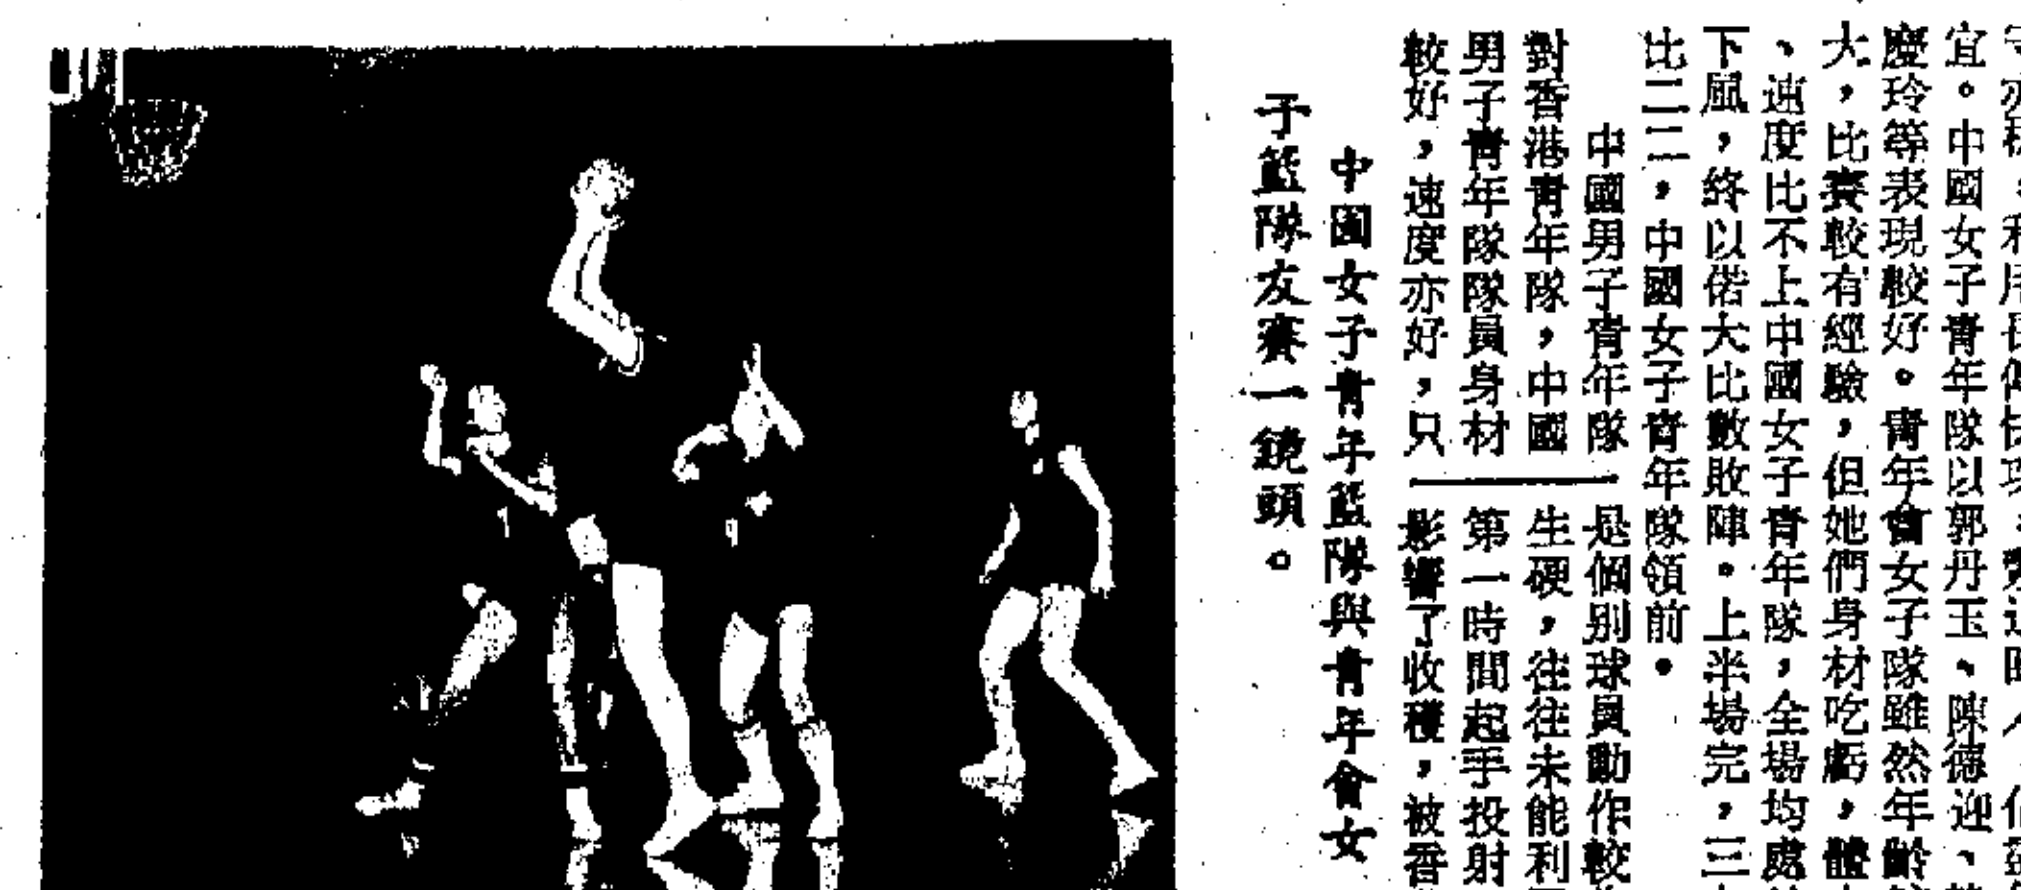 宜。中國女子青年隊以郭丹玉、陳德迎、
慶玲等表現較好。青年會女子隊雖然年齡
大，比賽較有經驗，但她們身材吃虧，體
、速度比不上中國女子青年隊，全場均處
下風，終以偌大比數敗陣。上半場完，三
比二二，中國女子青年隊領前。
中國男子青年隊
對香港青年隊，中國
男子青年隊隊員身材
較好，速度亦好，只
是個別球員動作較
生硬，往往未能利
第一時間起手投射
影響了收穫，被香
中國女子青年籃隊與青年會女
子籃隊友賽一鏡頭。